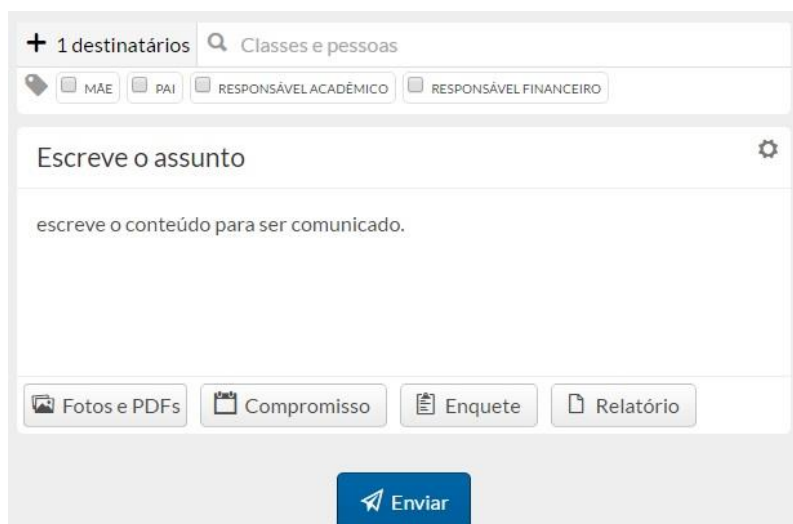 + 1 destinatários Classes e pessoas
MÃE PAI RESPONSÁVEL ACADÊMICO RESPONSÁVEL FINANCEIRO
Escreve o assunto
escreve o conteúdo para ser comunicado.
Fotos e PDFs Compromisso Enquete Relatório
Enviar